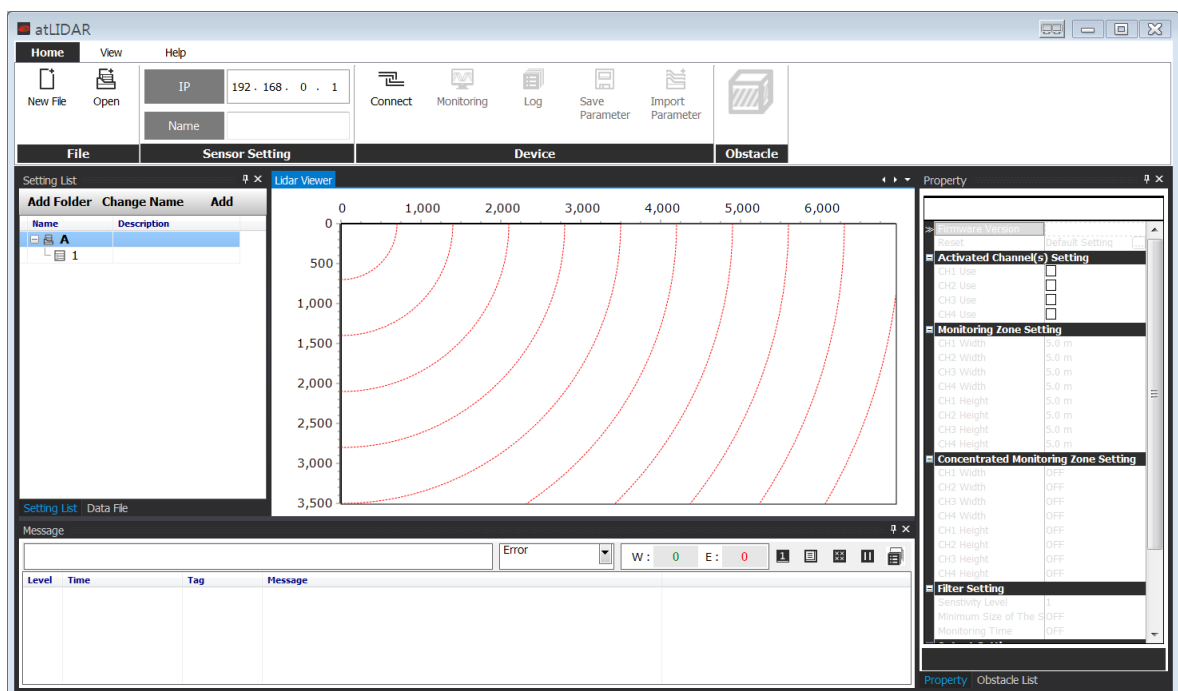 atLIDAR
Home View Help
New File Open IP 192 . 168 . 0 . 1 Connect Monitoring Log Save Parameter Import Parameter
Name
File Sensor Setting Device Obstacle
Setting List
Add Folder Change Name Add
Name Description
A
1
Setting List Data File
Lidar Viewer
0 1,000 2,000 3,000 4,000 5,000 6,000
0
500
1,000
1,500
2,000
2,500
3,000
3,500
Property
Firmware Version
Reset Default Setting ...
Activated Channel(s) Setting
CH1 Use
CH2 Use
CH3 Use
CH4 Use
Monitoring Zone Setting
CH1 Width 5.0 m
CH2 Width 5.0 m
CH3 Width 5.0 m
CH4 Width 5.0 m
CH1 Height 5.0 m
CH2 Height 5.0 m
CH3 Height 5.0 m
CH4 Height 5.0 m
Concentrated Monitoring Zone Setting
CH1 Width OFF
CH2 Width OFF
CH3 Width OFF
CH4 Width OFF
CH1 Height OFF
CH2 Height OFF
CH3 Height OFF
CH4 Height OFF
Filter Setting
Senstivity Level 1
Minimum Size of The S OFF
Monitoring Time OFF
Property Obstacle List
Message
Error W : 0 E : 0 1
Level Time Tag Message